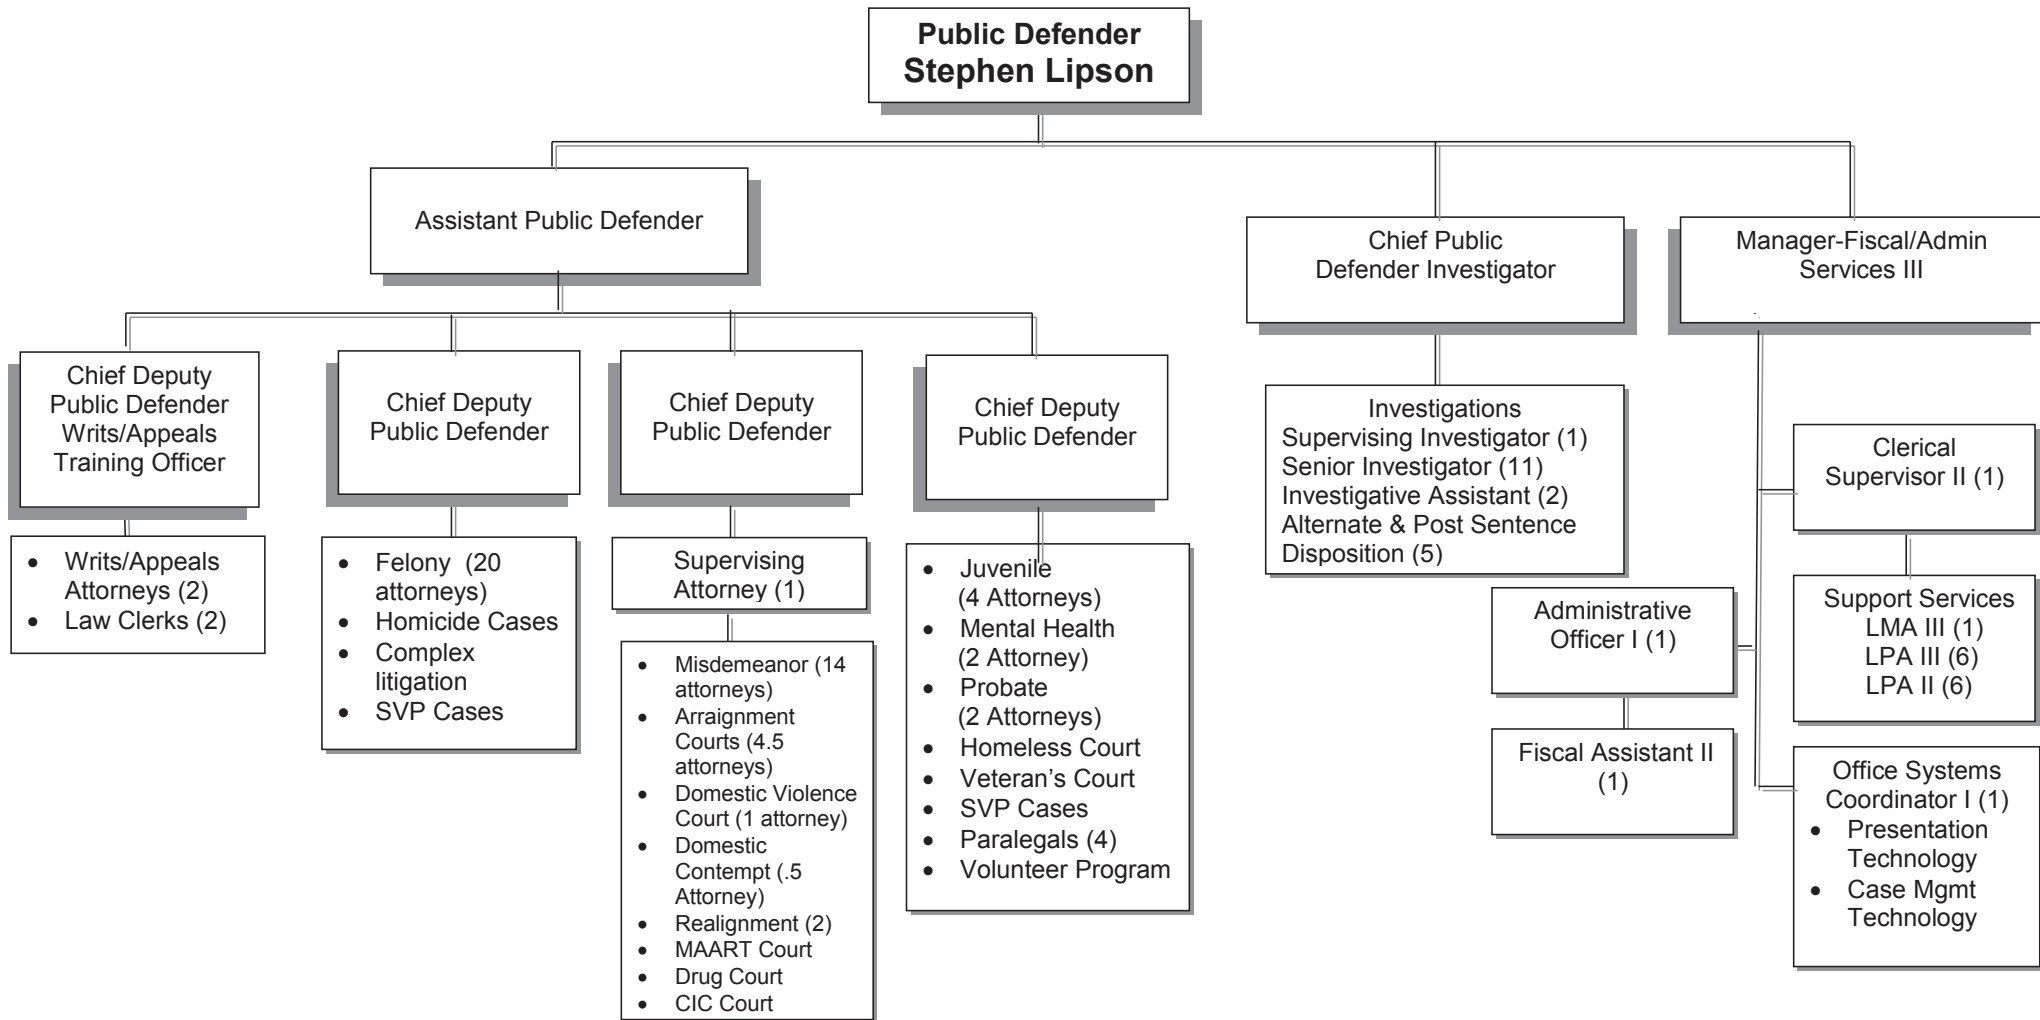 Public Defender
Stephen Lipson
Assistant Public Defender
Chief Public
Defender Investigator
Manager-Fiscal/Admin
Services III
Chief Deputy
Public Defender
Writs/Appeals
Training Officer
Chief Deputy
Public Defender
Chief Deputy
Public Defender
Chief Deputy
Public Defender
• Writs/Appeals
Attorneys (2)
• Law Clerks (2)
• Felony (20
attorneys)
• Homicide Cases
• Complex
litigation
• SVP Cases
Supervising
Attorney (1)
• Misdemeanor (14
attorneys)
• Arraignment
Courts (4.5
attorneys)
• Domestic Violence
Court (1 attorney)
• Domestic
Contempt (.5
Attorney)
• Realignment (2)
• MAART Court
• Drug Court
• CIC Court
• Juvenile
(4 Attorneys)
• Mental Health
(2 Attorney)
• Probate
(2 Attorneys)
• Homeless Court
• Veteran’s Court
• SVP Cases
• Paralegals (4)
• Volunteer Program
Investigations
Supervising Investigator (1)
Senior Investigator (11)
Investigative Assistant (2)
Alternate & Post Sentence
Disposition (5)
Clerical
Supervisor II (1)
Support Services
LMA III (1)
LPA III (6)
LPA II (6)
Administrative
Officer I (1)
Fiscal Assistant II
(1)
Office Systems
Coordinator I (1)
• Presentation
Technology
• Case Mgmt
Technology